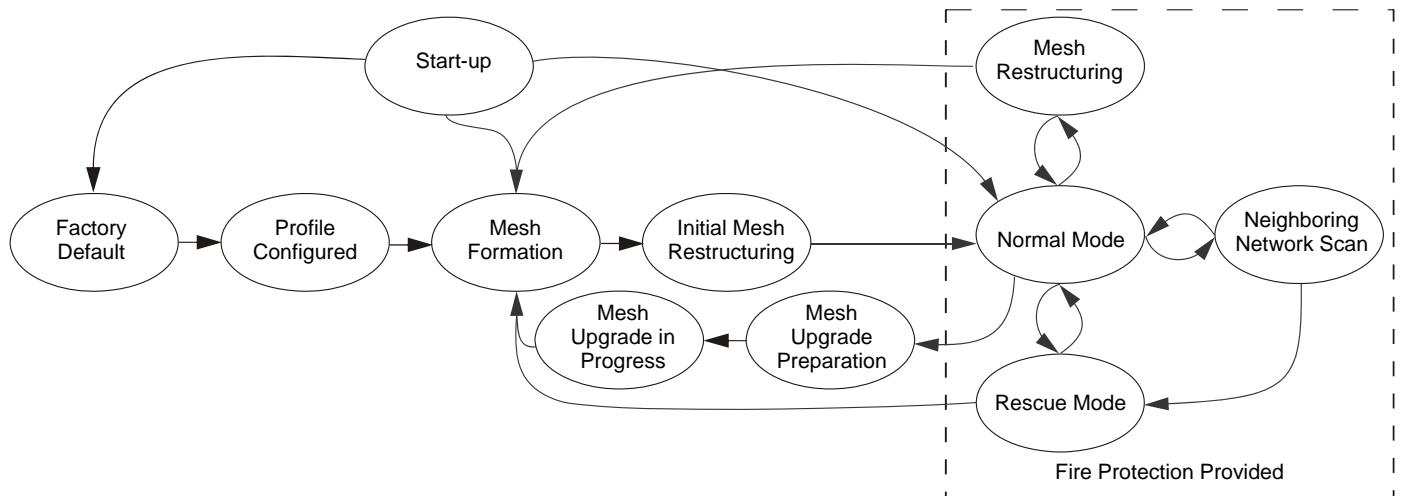 Start-up
Mesh
Restructuring
Factory
Default
Profile
Configured
Mesh
Formation
Initial Mesh
Restructuring
Normal Mode
Neighboring
Network Scan
Mesh
Upgrade in
Progress
Mesh
Upgrade
Preparation
Rescue Mode
Fire Protection Provided